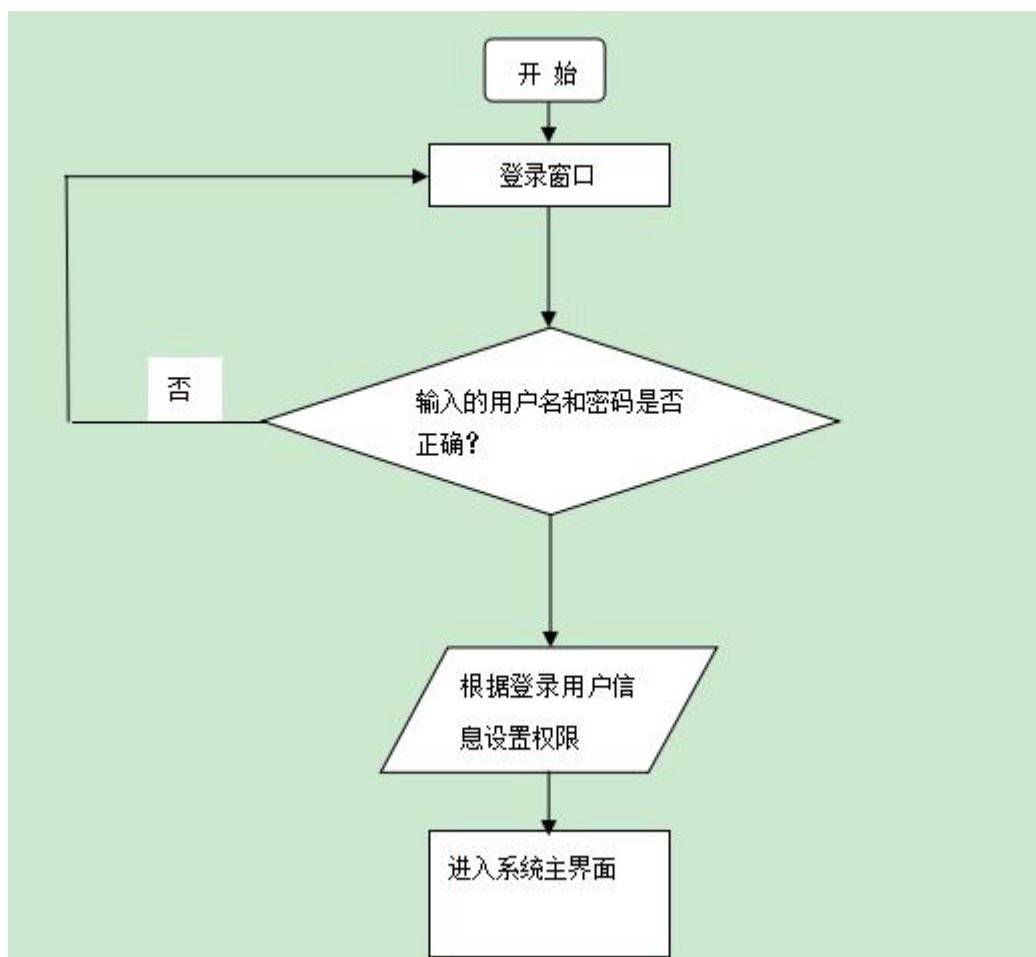 开 始
登录窗口
否
输入的用户名和密码是否
正确？
根据登录用户信
息设置权限
进入系统主界面